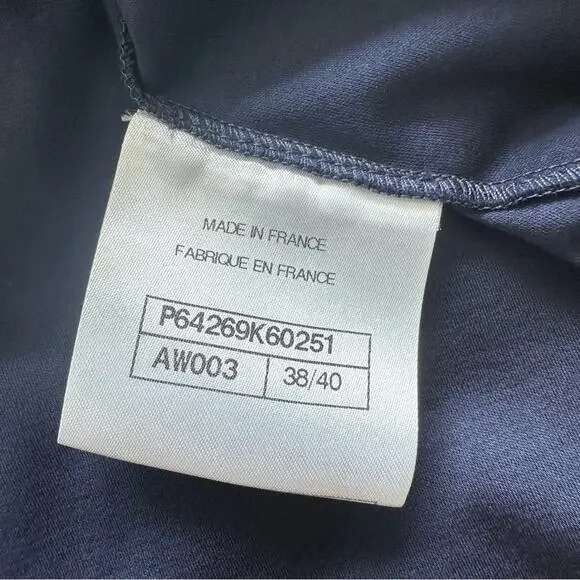 MADE IN FRANCE
FABRIQUE EN FRANCE
P64269K60251
AW003 38/40